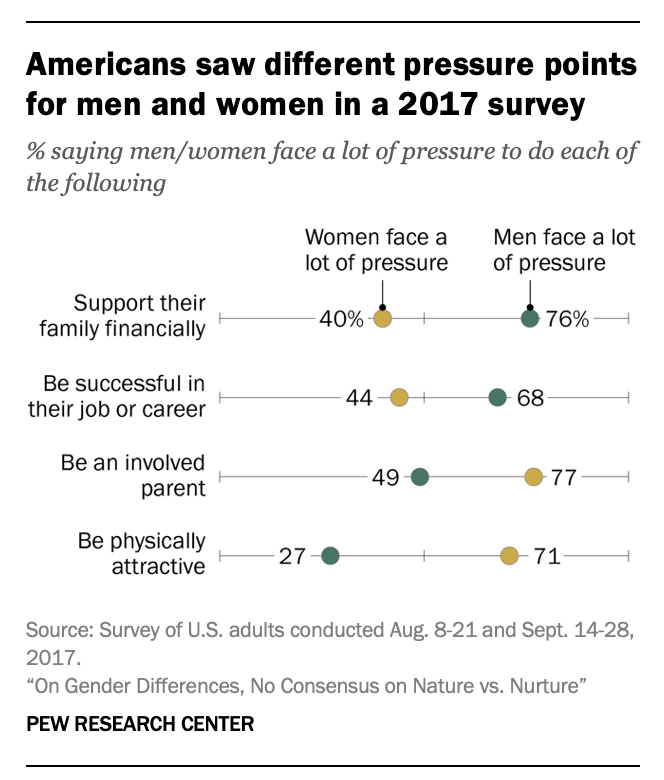 Americans saw different pressure points
for men and women in a 2017 survey
% saying men/women face a lot of pressure to do each of
the following
Women face a
lot of pressure
Men face a lot
of pressure
Support their
family financially
40%
76%
Be successful in
their job or career
44
68
Be an involved
parent
49
77
Be physically
attractive
27
71
Source: Survey of U.S. adults conducted Aug. 8-21 and Sept. 14-28,
2017.
“On Gender Differences, No Consensus on Nature vs. Nurture”
PEW RESEARCH CENTER